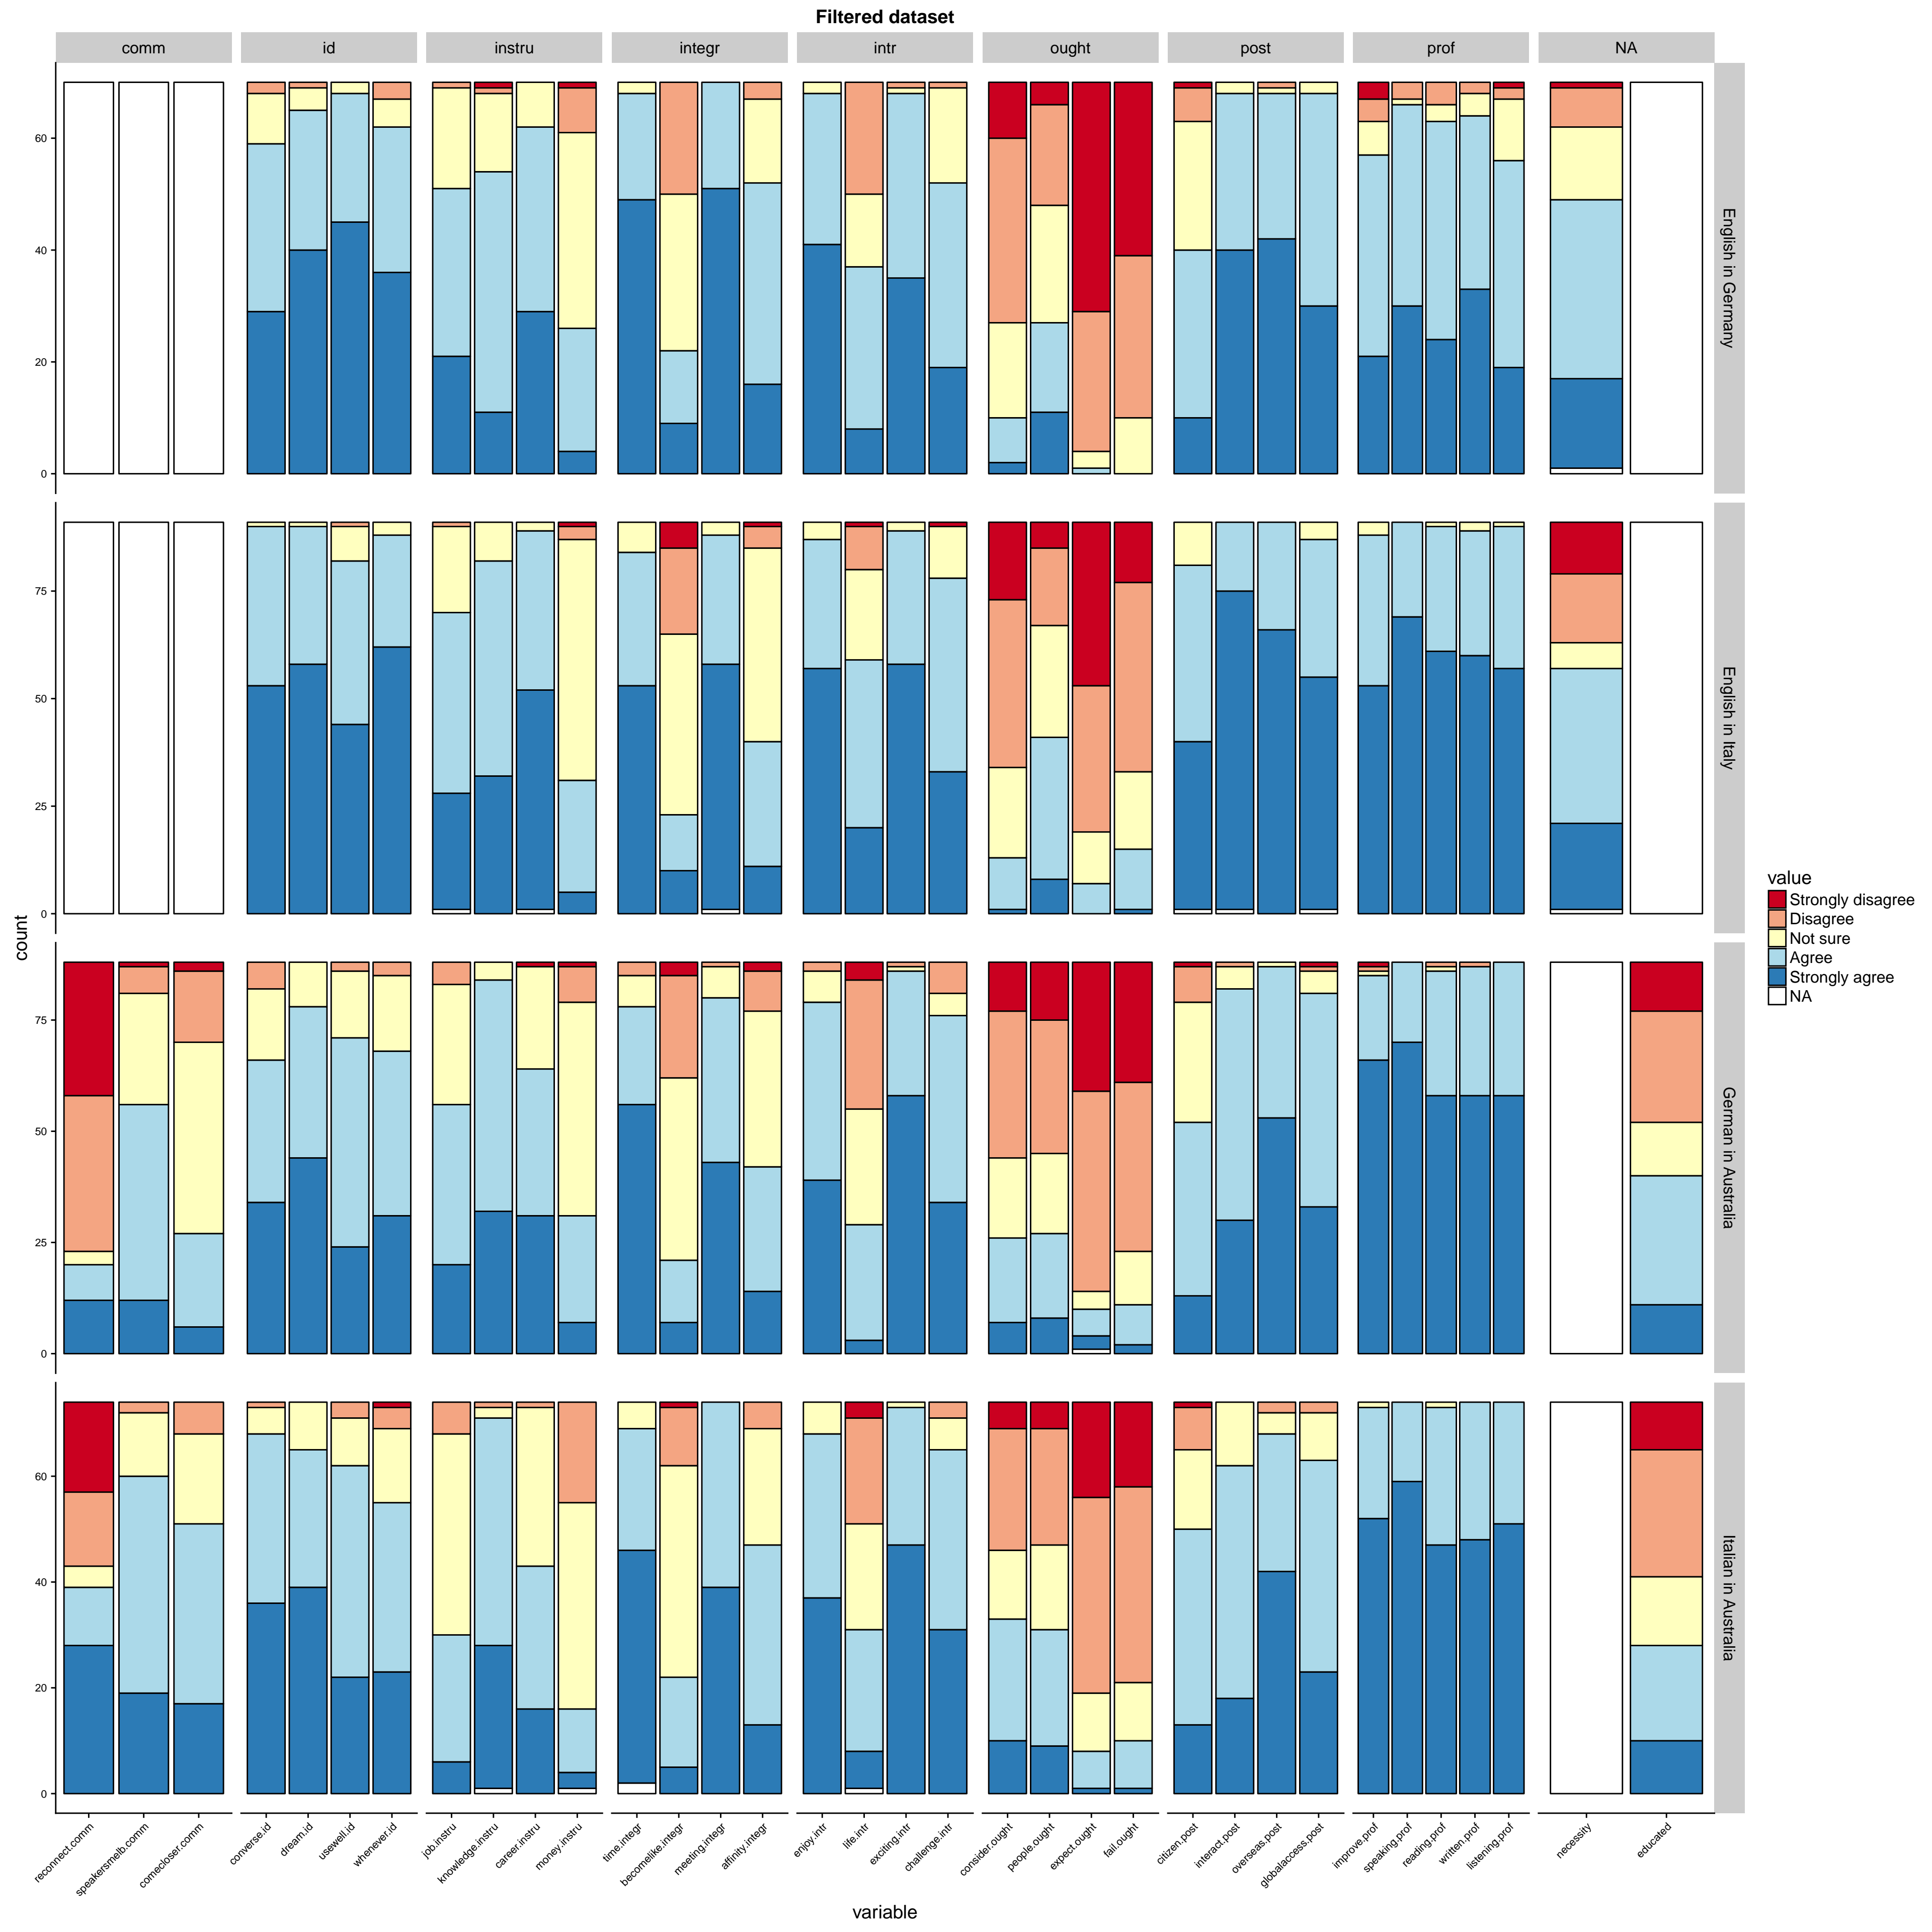 Filtered dataset
comm id instru integr intr ought post prof NA
60
40
20
0
English in Germany
75
50
25
0
English in Italy
75
50
25
0
German in Australia
60
40
20
0
Italian in Australia
count
value
Strongly disagree
Disagree
Not sure
Agree
Strongly agree
NA
reconnect.comm speakersmelb.comm comecloser.comm converse.id dream.id usewell.id whenever.id job.instru knowledge.instru career.instru money.instru time.integr becomelike.integr meeting.integr affinity.integr enjoy.intr life.intr exciting.intr challenge.intr consider.ought people.ought expect.ought fail.ought citizen.post interact.post overseas.post globalaccess.post improve.prof speaking.prof reading.prof written.prof listening.prof necessity educated
variable